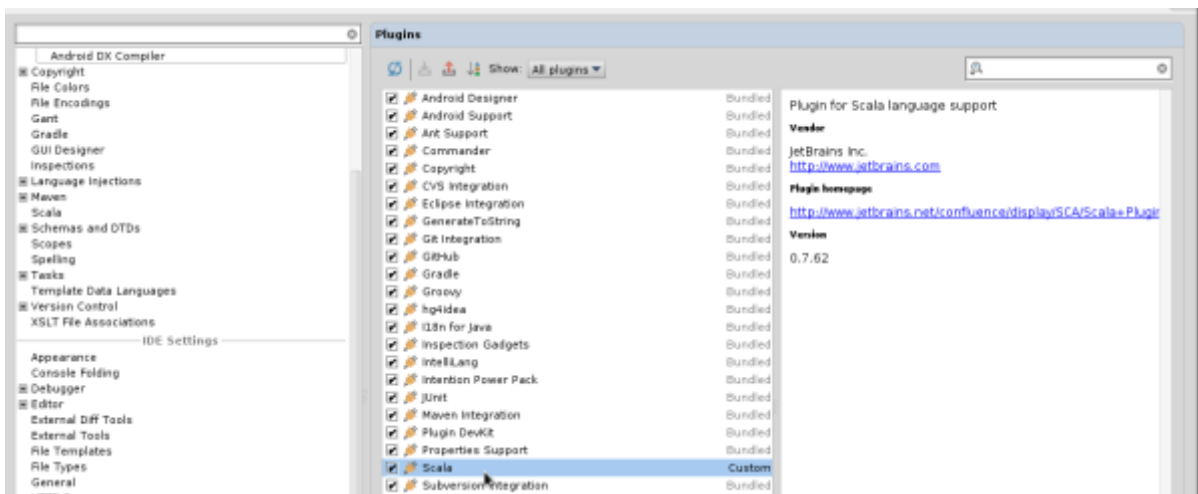 Plugins
Android DX Compiler
Copyright
File Colors
File Encodings
Gant
Gradle
GUI Designer
Inspections
Language Injections
Maven
Scala
Schemas and DTDs
Scopes
Spelling
Tasks
Template Data Languages
Version Control
XSLT File Associations
IDE Settings
Appearance
Console Folding
Debugger
Editor
External Diff Tools
External Tools
File Templates
File Types
General
Show: All plugins
Android Designer Bundled
Android Support Bundled
Ant Support Bundled
Commander Bundled
Copyright Bundled
CVS Integration Bundled
Eclipse Integration Bundled
GenerateToString Bundled
Git Integration Bundled
GitHub Bundled
Gradle Bundled
Groovy Bundled
hg4idea Bundled
I18n for Java Bundled
Inspection Gadgets Bundled
IntelliLang Bundled
Intention Power Pack Bundled
JUnit Bundled
Maven Integration Bundled
Plugin DevKit Bundled
Properties Support Bundled
Scala Custom
Subversion Integration Bundled
Plugin for Scala language support
Vendor
JetBrains Inc.
http://www.jetbrains.com
Plugin homepage
http://www.jetbrains.net/confluence/display/SCA/Scala+Plugin
Version
0.7.62